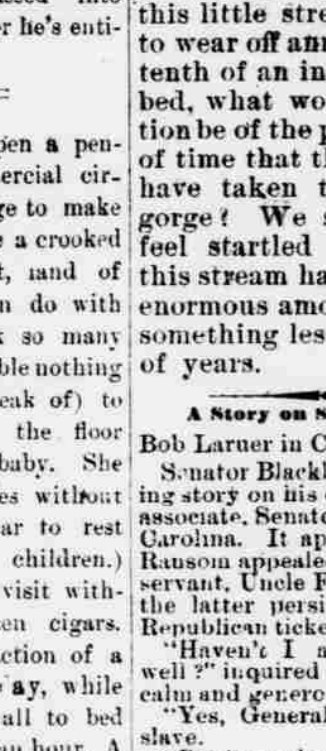 r he's enti-
pen a pen-
ercial cir-
ge to make
e a crooked
t, ıand of
n do with
k so many
ble nothing
eak of) to
the floor
baby. She
es without
ar to rest
children.)
visit with-
en cigars.
ction of a
ay, while
all to bed
an hour. A
this little stre
to wear off ann
tenth of an in
bed, what wo
tion be of the p
of time that th
have taken t
gorge? We s
feel startled
this stream ha
enormous amo
something les
of years.
A Story on S
Bob Laruer in C
Senator Blackb
ing story on his
associate, Senato
Carolina. It ap
Ransom appealed
servant, Uncle F
the latter persi
Republican ticke
"Haven't I a
well?" inquired
calm and genero
"Yes, General
slave.